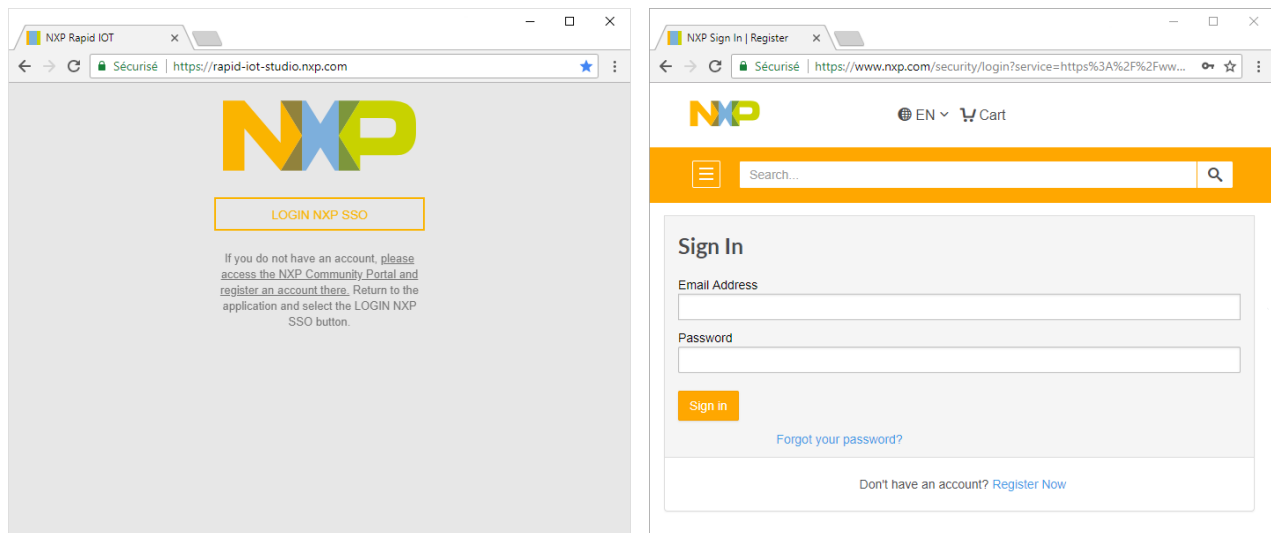 NXP Rapid IOT
Sécurisé | https://rapid-iot-studio.nxp.com
NXP
LOGIN NXP SSO
If you do not have an account, please
access the NXP Community Portal and
register an account there. Return to the
application and select the LOGIN NXP
SSO button.
NXP Sign In | Register
Sécurisé | https://www.nxp.com/security/login?service=https%3A%2F%2Fww...
NXP
EN Cart
Search...
Sign In
Email Address
Password
Sign in
Forgot your password?
Don't have an account? Register Now